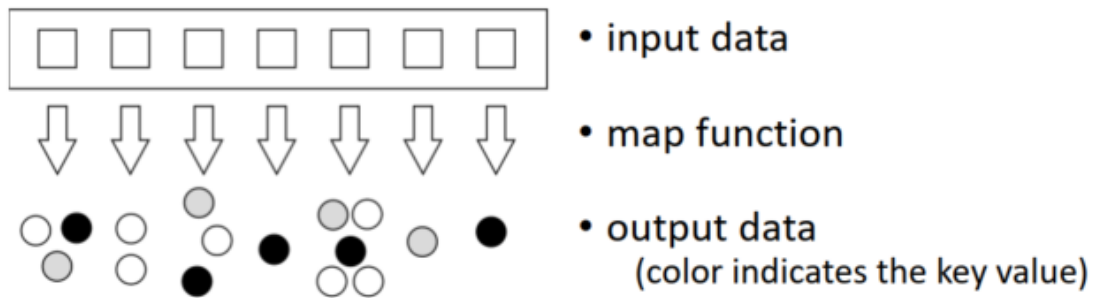 • input data
• map function
• output data
(color indicates the key value)